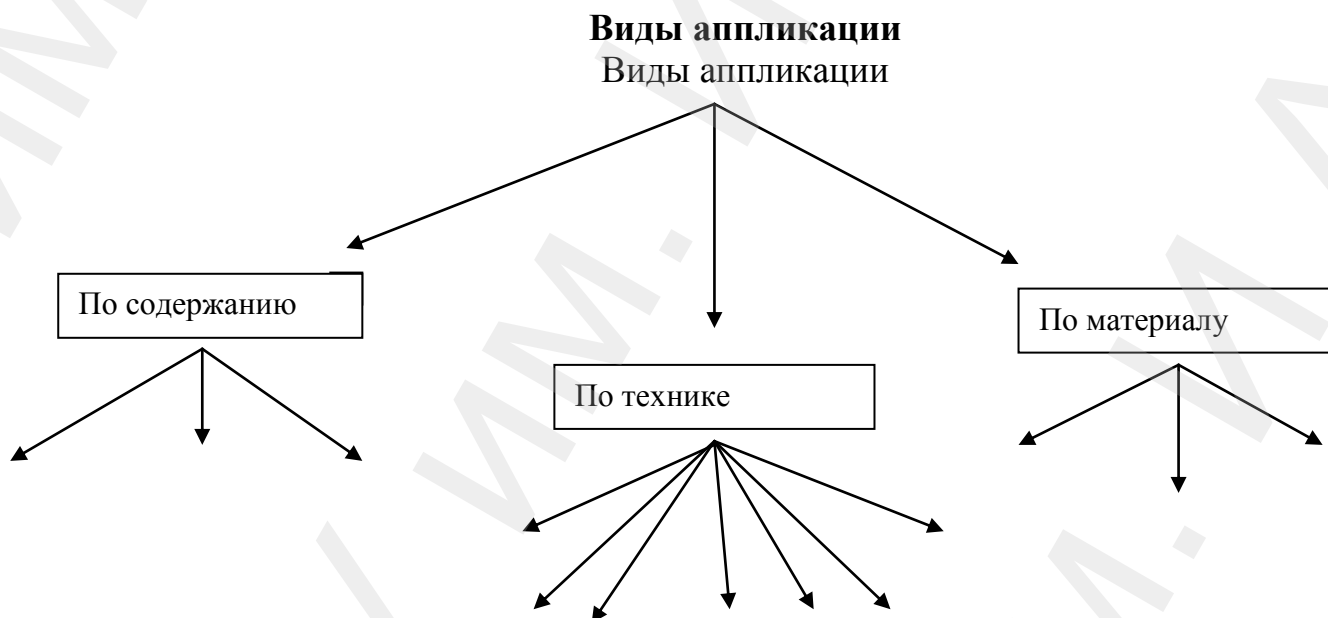 Виды аппликации
Виды аппликации
По содержанию
По материалу
По технике